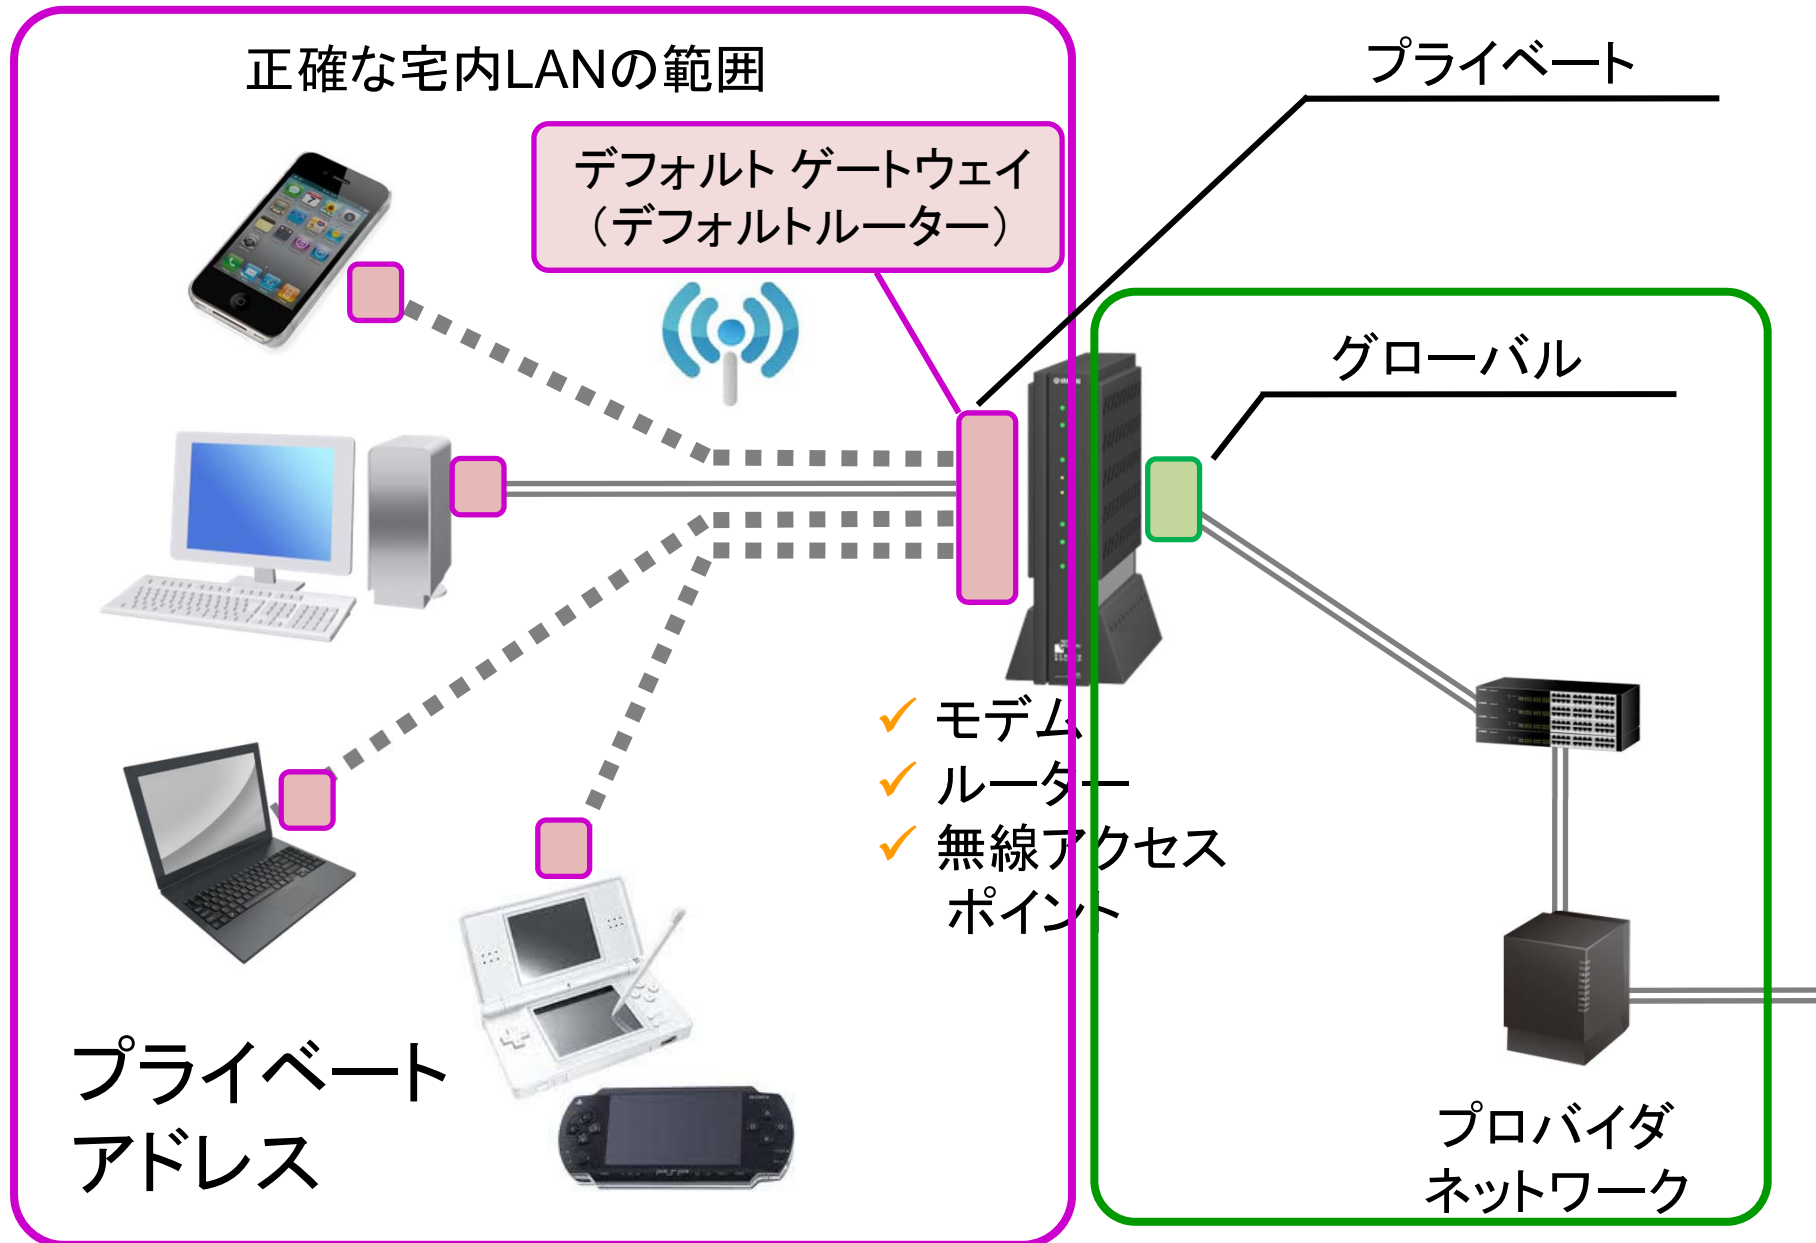 正確な宅内LANの範囲
プライベート
デフォルト ゲートウェイ
（デフォルトルーター）
グローバル
モデム
ルーター
無線アクセス
ポイント
プライベート
アドレス
PSP
プロバイダ
ネットワーク